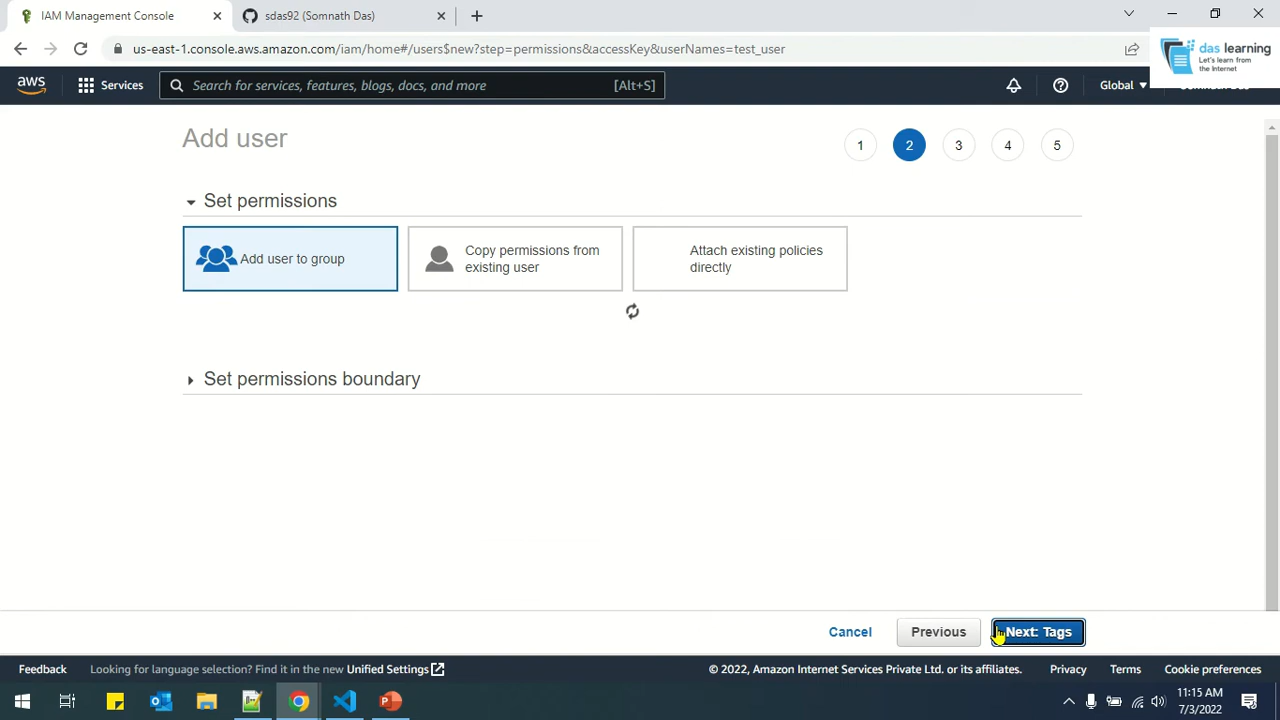 IAM Management Console
sdas92 (Somnath Das)
us-east-1.console.aws.amazon.com/iam/home#/users$new?step=permissions&accessKey&userNames=test_user
das learning
Let's learn from
the Internet
aws
Services
Search for services, features, blogs, docs, and more
[Alt+S]
Global
Add user
1
2
3
4
5
Set permissions
Add user to group
Copy permissions from
existing user
Attach existing policies
directly
Set permissions boundary
Cancel
Previous
Next: Tags
Feedback
Looking for language selection? Find it in the new Unified Settings
© 2022, Amazon Internet Services Private Ltd. or its affiliates.
Privacy
Terms
Cookie preferences
11:15 AM
7/3/2022